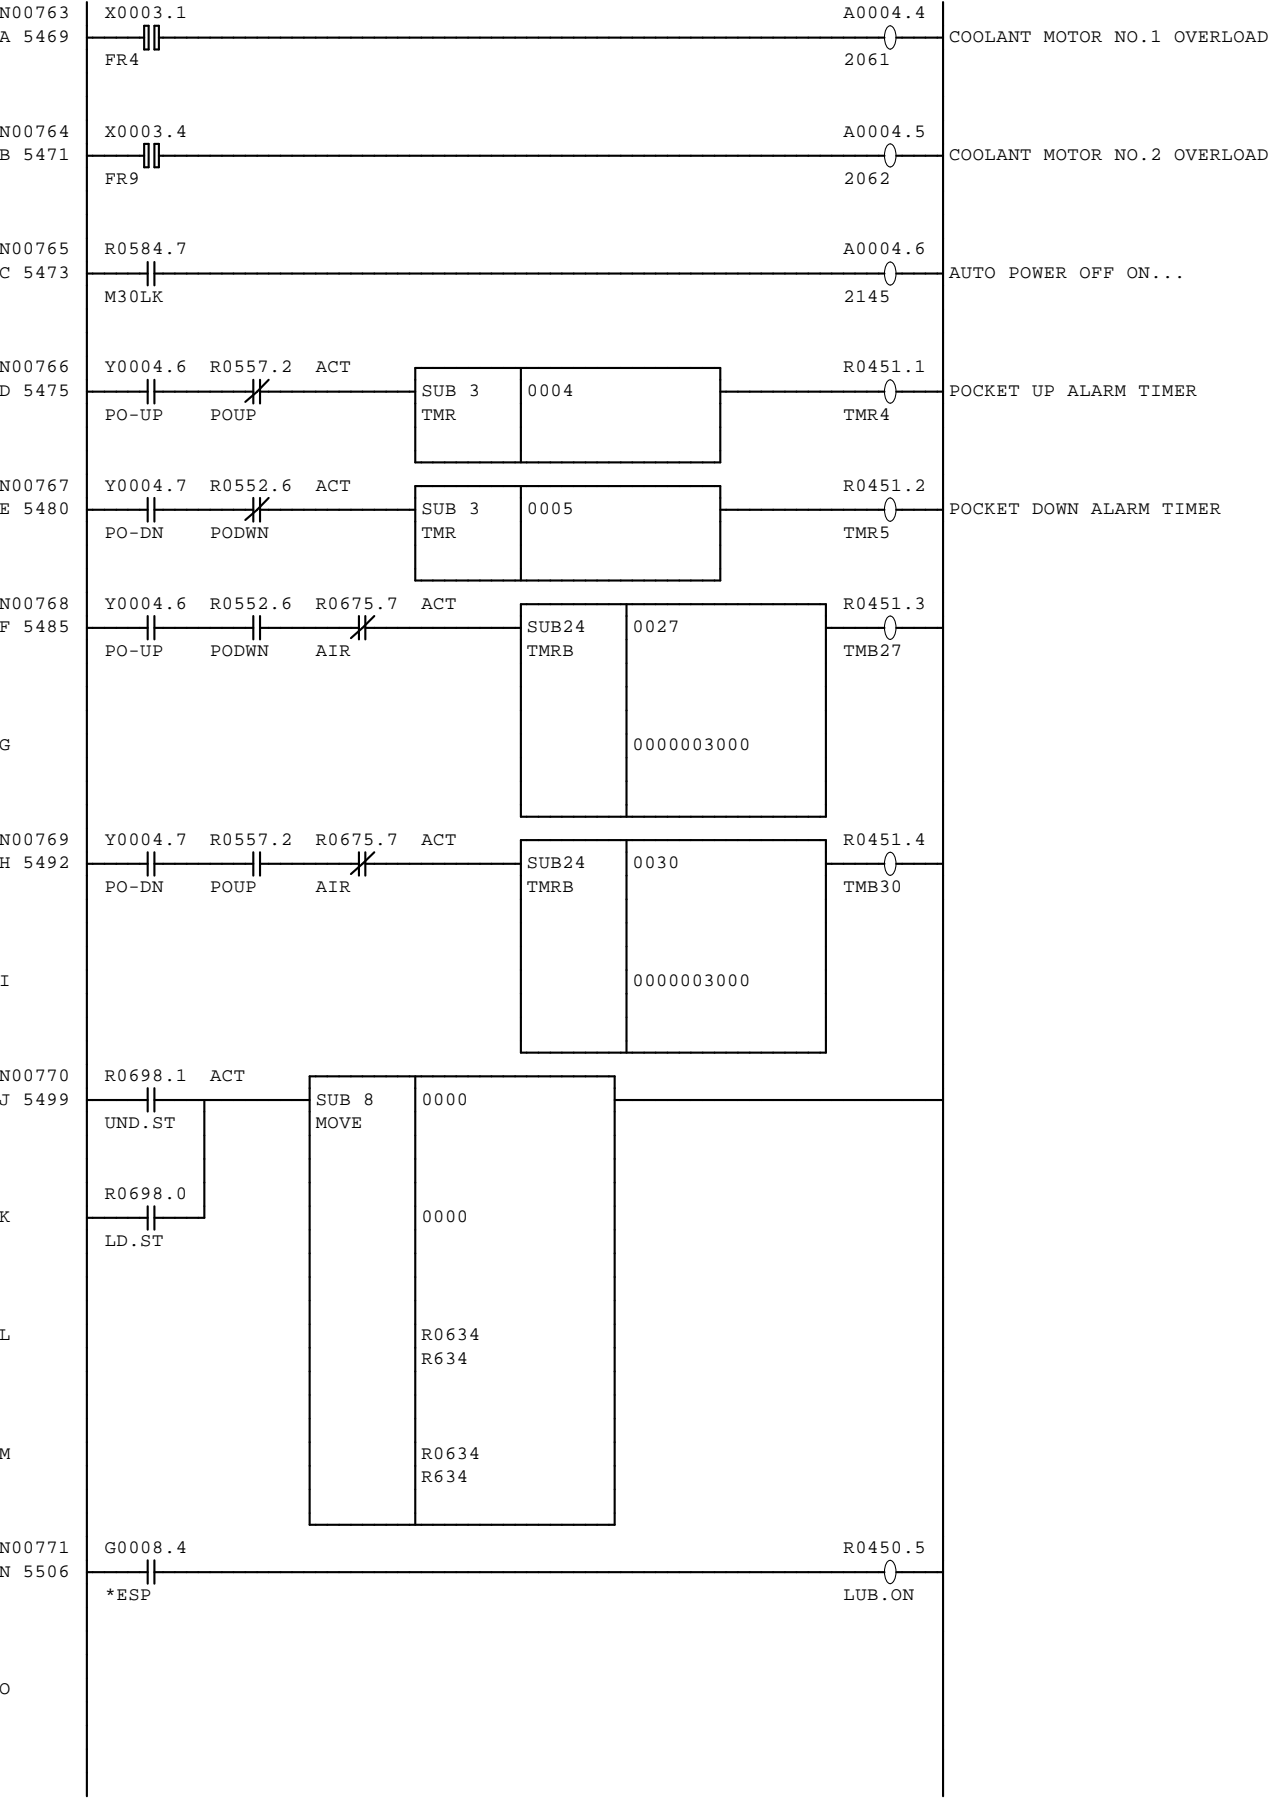 N00763 X0003.1 A0004.4
A 5469 COOLANT MOTOR NO.1 OVERLOAD
FR4 2061
N00764 X0003.4 A0004.5
B 5471 COOLANT MOTOR NO.2 OVERLOAD
FR9 2062
N00765 R0584.7 A0004.6
C 5473 AUTO POWER OFF ON...
M30LK 2145
N00766 Y0004.6 R0557.2 ACT R0451.1
D 5475 SUB 3 0004 POCKET UP ALARM TIMER
PO-UP POUP TMR TMR4
N00767 Y0004.7 R0552.6 ACT R0451.2
E 5480 SUB 3 0005 POCKET DOWN ALARM TIMER
PO-DN PODWN TMR TMR5
N00768 Y0004.6 R0552.6 R0675.7 ACT R0451.3
F 5485 SUB24 0027
PO-UP PODWN AIR TMRB TMB27
G 0000003000
N00769 Y0004.7 R0557.2 R0675.7 ACT R0451.4
H 5492 SUB24 0030
PO-DN POUP AIR TMRB TMB30
I 0000003000
N00770 R0698.1 ACT
J 5499 SUB 8 0000
UND.ST MOVE
R0698.0
K 0000
LD.ST
L R0634
R634
M R0634
R634
N00771 G0008.4 R0450.5
N 5506
*ESP LUB.ON
O